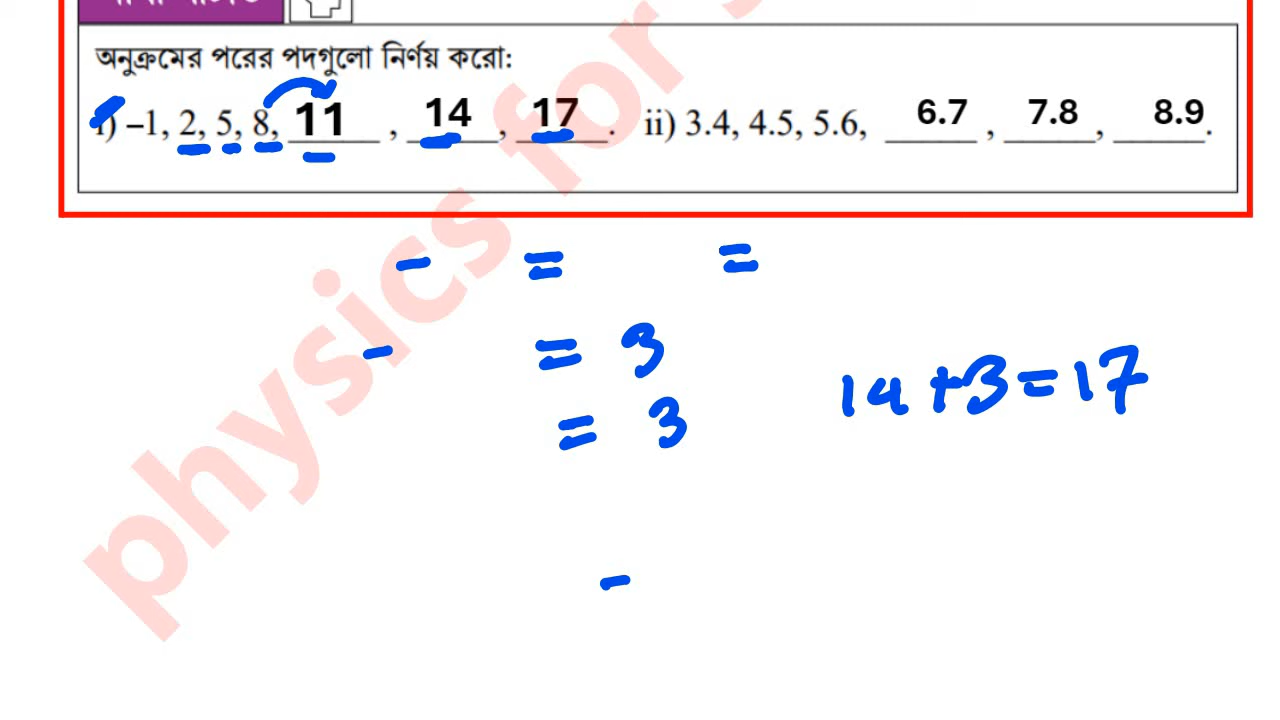 অনুক্রমের পরের পদগুলো নির্ণয় করো:
i) –1, 2, 5, 8, 11 , 14 , 17 . ii) 3.4, 4.5, 5.6, 6.7 , 7.8 , 8.9 .
- = =
- = 3
= 3
14 + 3 = 17
-
physics for s